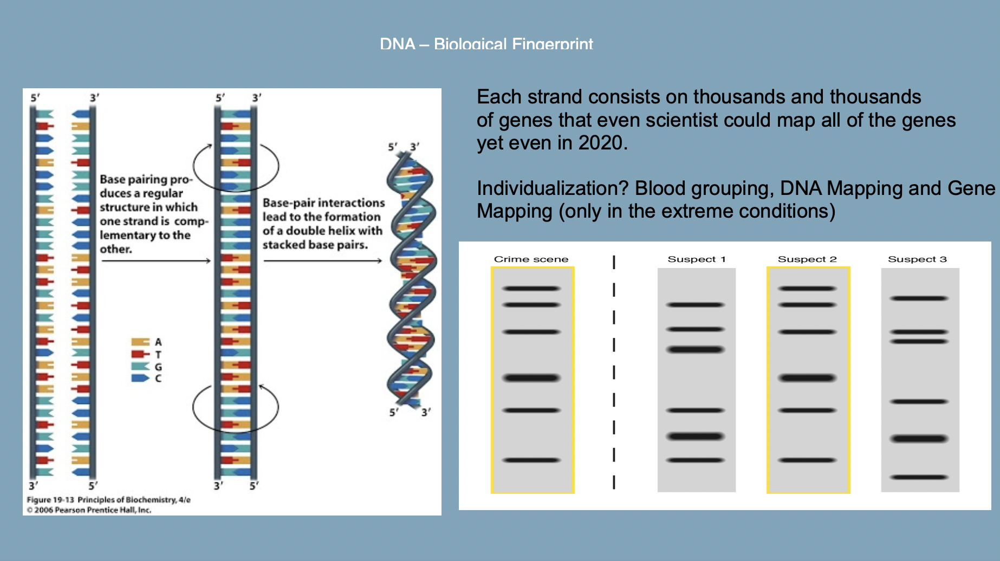 DNA – Biological Fingerprint
5′ 3′
5′ 3′
5′ 3′
Base pairing pro-
duces a regular
structure in which
one strand is comp-
lementary to the
other.
Base-pair interactions
lead to the formation
of a double helix with
stacked base pairs.
A
T
G
C
5′ 3′
3′ 5′
3′ 5′
Figure 19-13 Principles of Biochemistry, 4/e
© 2006 Pearson Prentice Hall, Inc.
Each strand consists on thousands and thousands
of genes that even scientist could map all of the genes
yet even in 2020.
Individualization? Blood grouping, DNA Mapping and Gene
Mapping (only in the extreme conditions)
Crime scene
Suspect 1
Suspect 2
Suspect 3